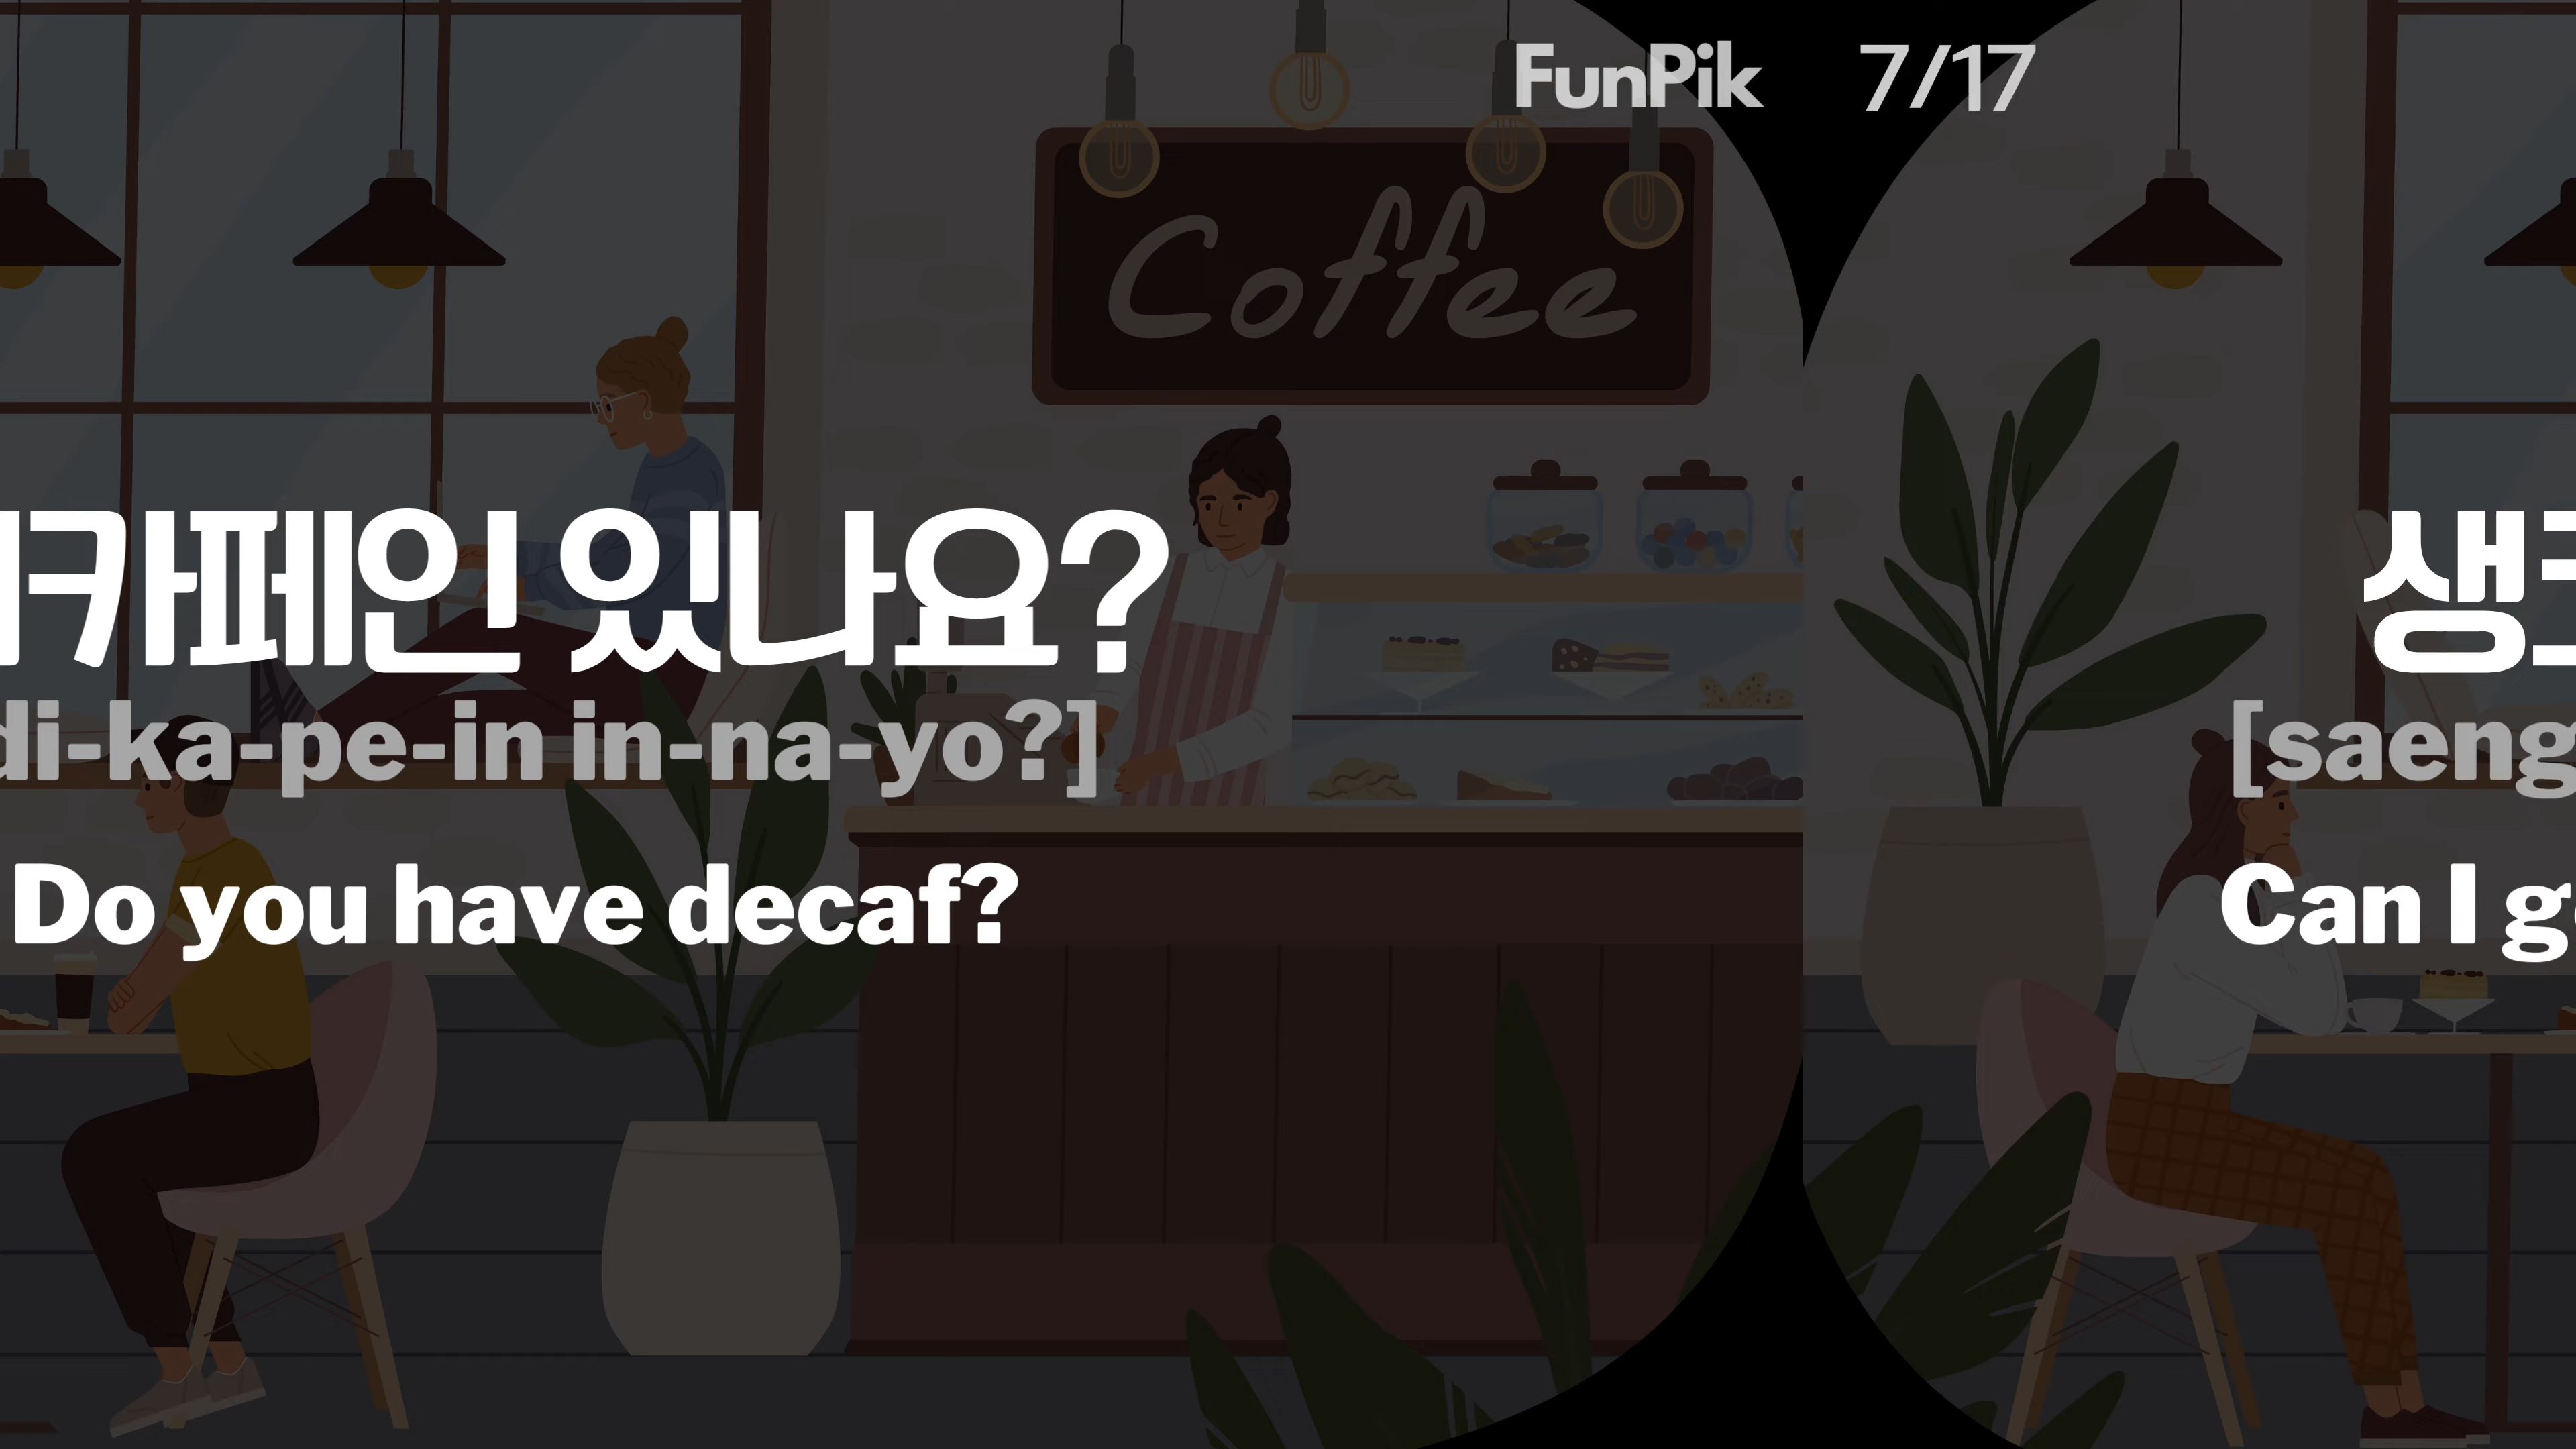 FunPik 7/17
Coffee
카페인 있나요?
di-ka-pe-in in-na-yo?]
Do you have decaf?
생
[saeng
Can I